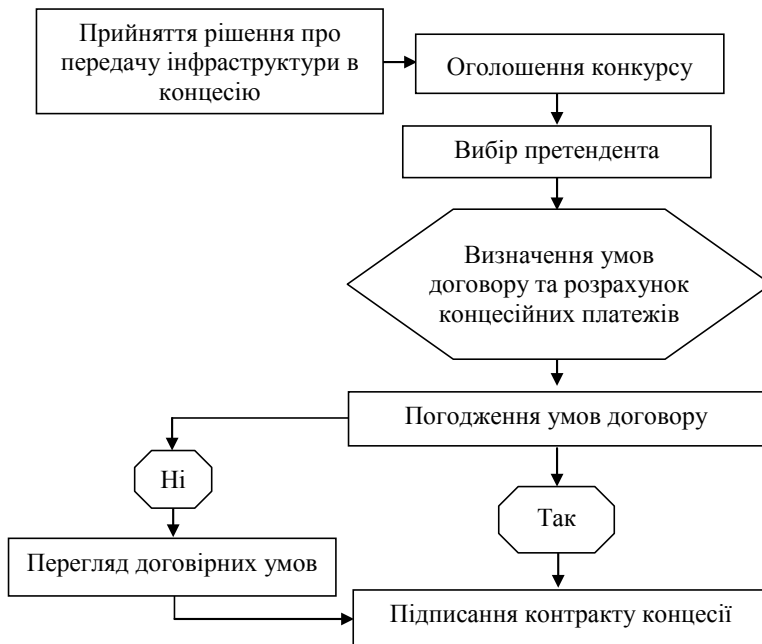 Прийняття рішення про
передачу інфраструктури в
концесію
Оголошення конкурсу
Вибір претендента
Визначення умов
договору та розрахунок
концесійних платежів
Погодження умов договору
Ні
Так
Перегляд договірних умов
Підписання контракту концесії